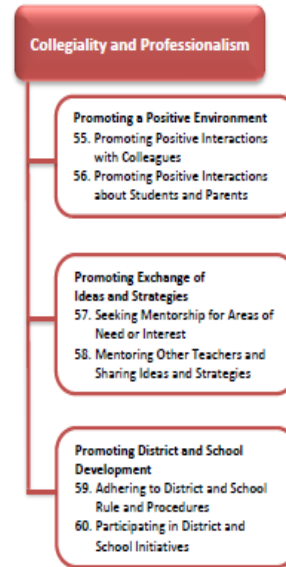 Collegiality and Professionalism
Promoting a Positive Environment
55. Promoting Positive Interactions
with Colleagues
56. Promoting Positive Interactions
about Students and Parents
Promoting Exchange of
Ideas and Strategies
57. Seeking Mentorship for Areas of
Need or Interest
58. Mentoring Other Teachers and
Sharing Ideas and Strategies
Promoting District and School
Development
59. Adhering to District and School
Rule and Procedures
60. Participating in District and
School Initiatives